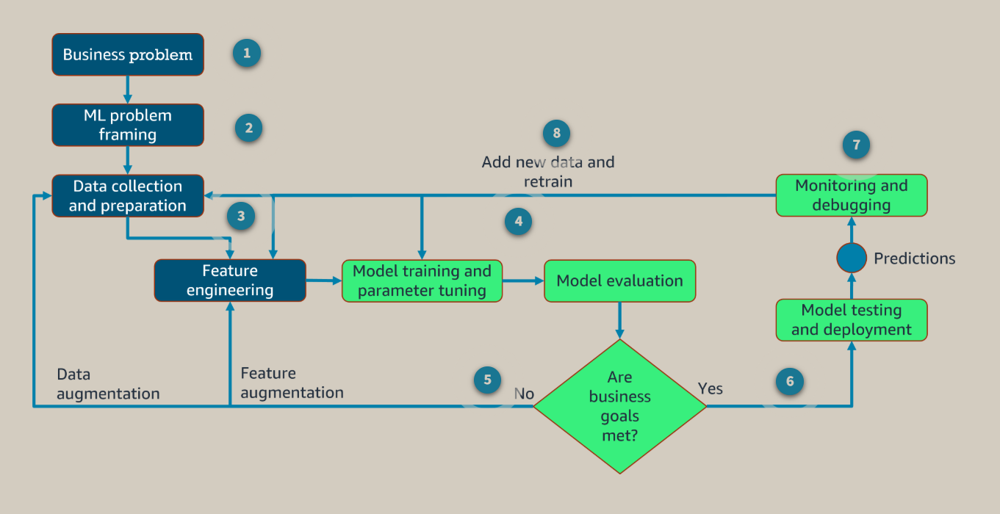 Business problem
1
ML problem
framing
2
Data collection
and preparation
3
Feature
engineering
8
Add new data and
retrain
4
Model training and
parameter tuning
Model evaluation
7
Monitoring and
debugging
Predictions
Model testing
and deployment
Data
augmentation
Feature
augmentation
5
No
Are
business
goals
met?
Yes
6